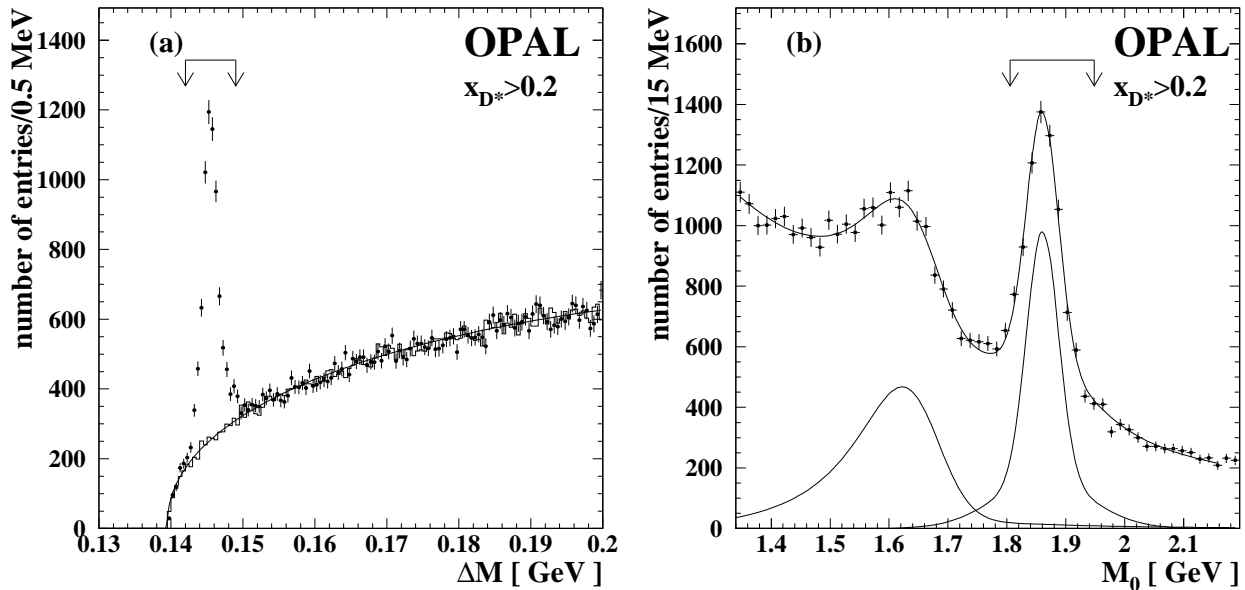 number of entries/0.5 MeV
1400
1200
1000
800
600
400
200
0
(a)
OPAL
x_D*>0.2
0.13 0.14 0.15 0.16 0.17 0.18 0.19 0.2
ΔM [ GeV ]
number of entries/15 MeV
1600
1400
1200
1000
800
600
400
200
0
(b)
OPAL
x_D*>0.2
1.4 1.5 1.6 1.7 1.8 1.9 2 2.1
M_0 [ GeV ]